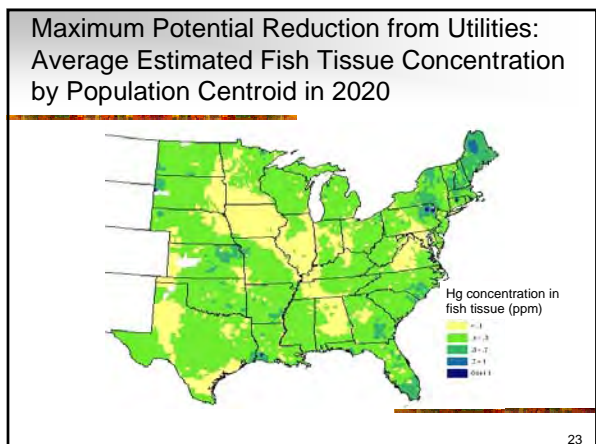 Maximum Potential Reduction from Utilities:
Average Estimated Fish Tissue Concentration
by Population Centroid in 2020
Hg concentration in
fish tissue (ppm)
23